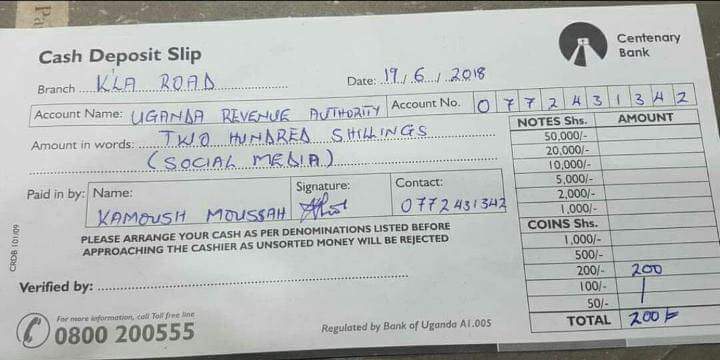 Pa
Centenary
Bank
Cash Deposit Slip
Branch KLA ROAD Date: 19/6/2018
Account Name: UGANDA REVENUE AUTHORITY Account No. 0772431342
Amount in words: TWO HUNDRED SHILLINGS
(SOCIAL MEDIA)
Paid in by: Name: Signature: Contact:
KAMOUSH MOUSSAH 0772431342
PLEASE ARRANGE YOUR CASH AS PER DENOMINATIONS LISTED BEFORE
APPROACHING THE CASHIER AS UNSORTED MONEY WILL BE REJECTED
Verified by:
NOTES Shs. AMOUNT
50,000/-
20,000/-
10,000/-
5,000/-
2,000/-
1,000/-
COINS Shs.
1,000/-
500/-
200/- 200
100/-
50/-
TOTAL 200/=
CRDB 101/09
For more information, call Toll free line
0800 200555
Regulated by Bank of Uganda A1.005